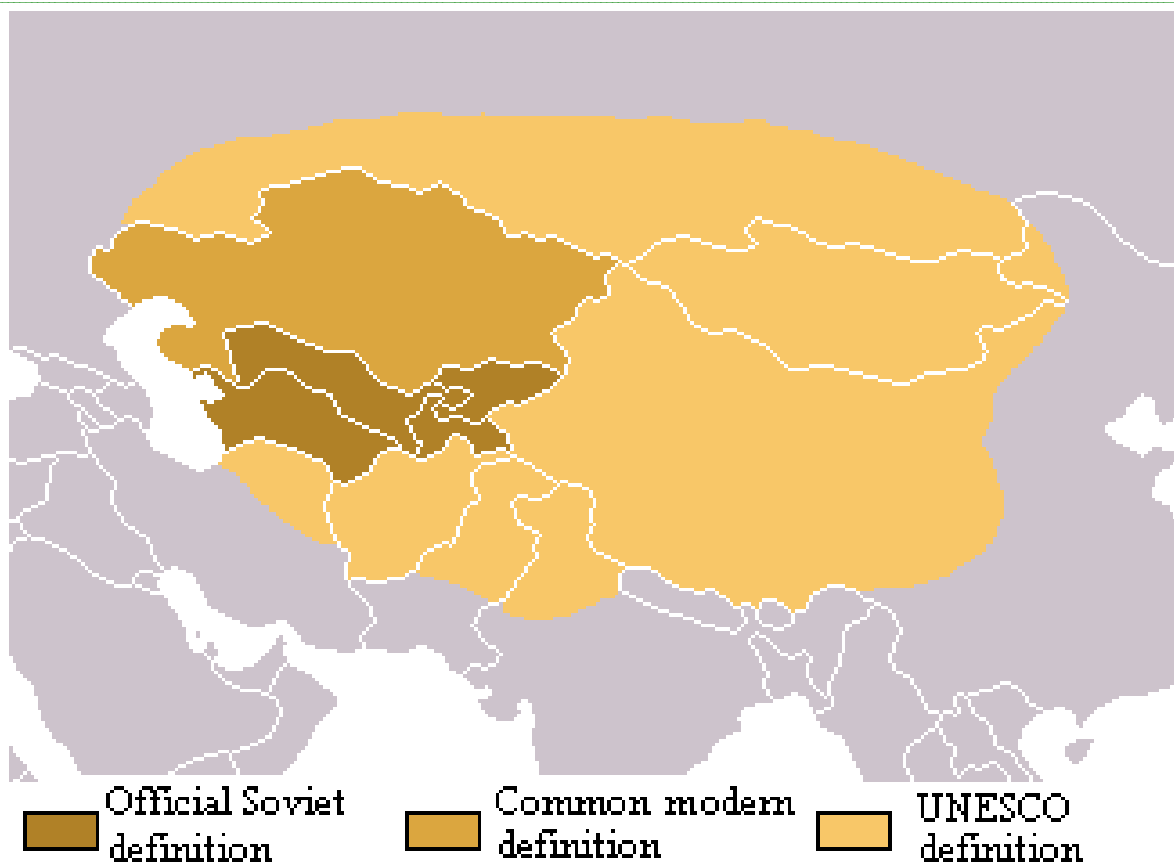 Official Soviet
definition
Common modern
definition
UNESCO
definition